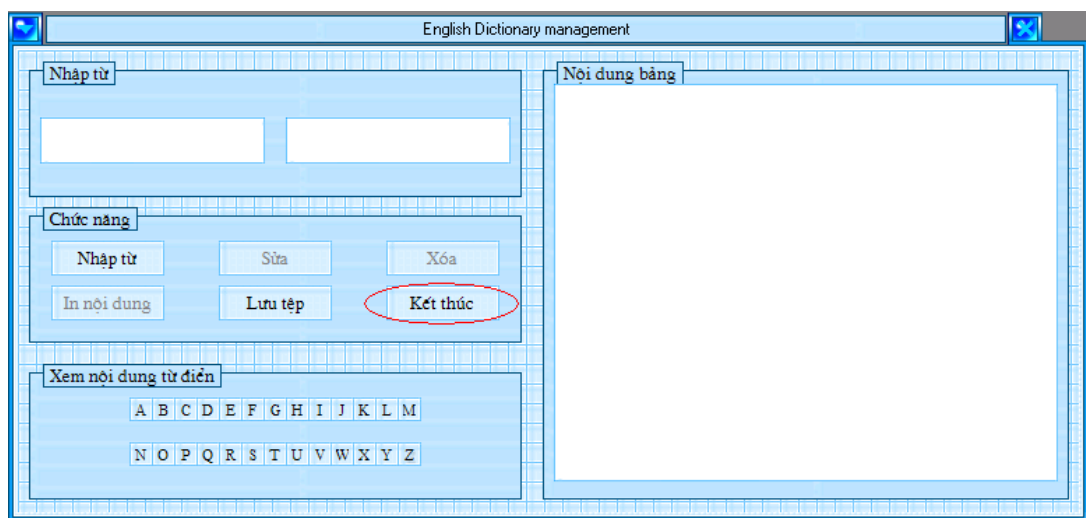 English Dictionary management
Nhập từ
Nội dung bảng
Chức năng
Nhập từ Sửa Xóa
In nội dung Lưu tệp Kết thúc
Xem nội dung từ điển
A B C D E F G H I J K L M
N O P Q R S T U V W X Y Z